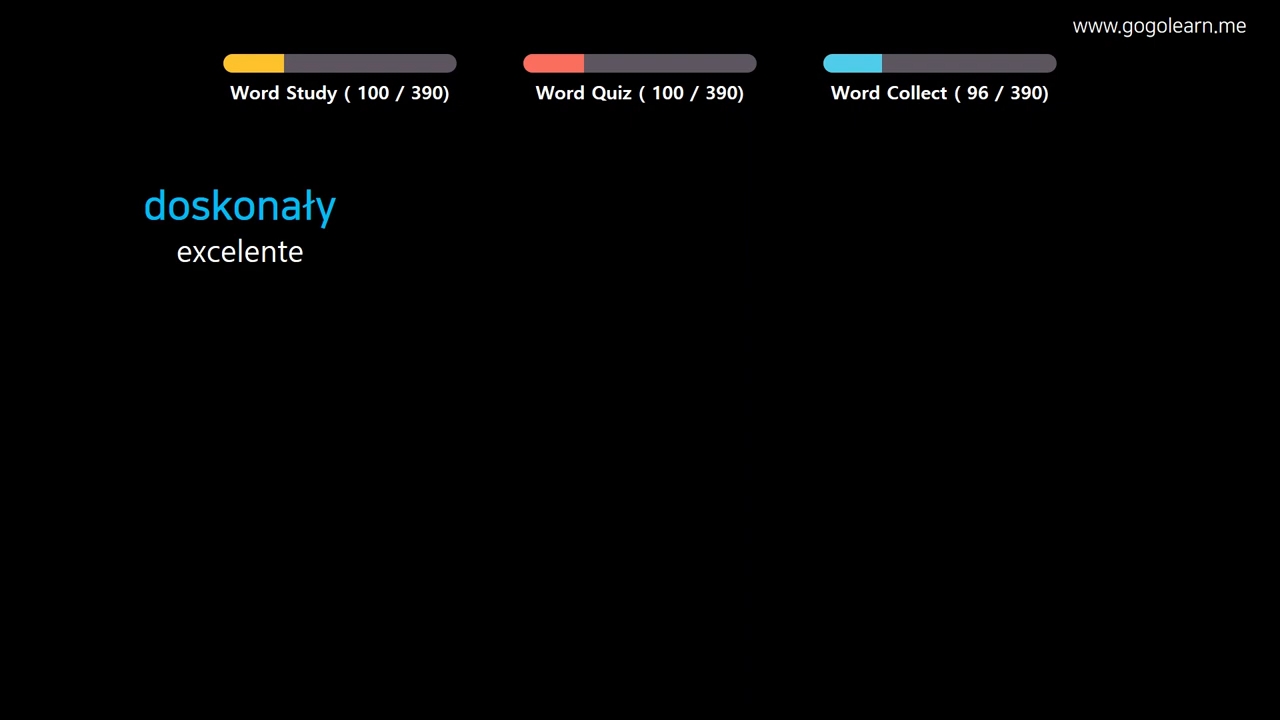 www.gogolearn.me
Word Study ( 100 / 390)
Word Quiz ( 100 / 390)
Word Collect ( 96 / 390)
doskonały
excelente